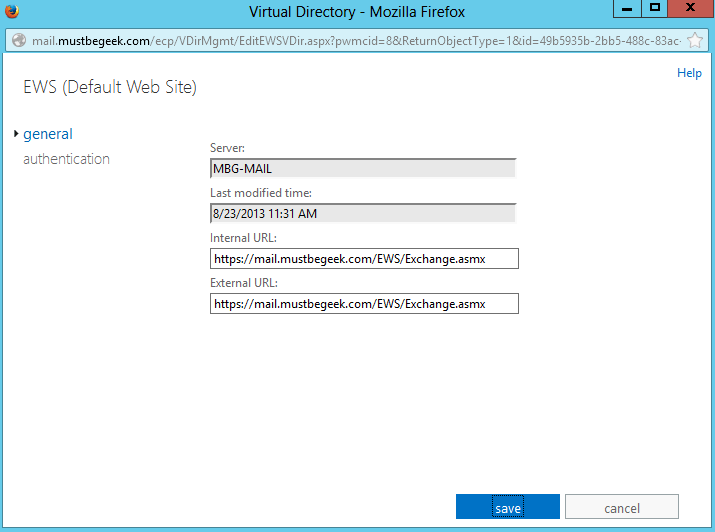 Virtual Directory - Mozilla Firefox
mail.mustbegeek.com/ecp/VDirMgmt/EditEWSVDir.aspx?pwmcid=8&ReturnObjectType=1&id=49b5935b-2bb5-488c-83ac-
Help
EWS (Default Web Site)
general
authentication
Server:
MBG-MAIL
Last modified time:
8/23/2013 11:31 AM
Internal URL:
https://mail.mustbegeek.com/EWS/Exchange.asmx
External URL:
https://mail.mustbegeek.com/EWS/Exchange.asmx
save
cancel